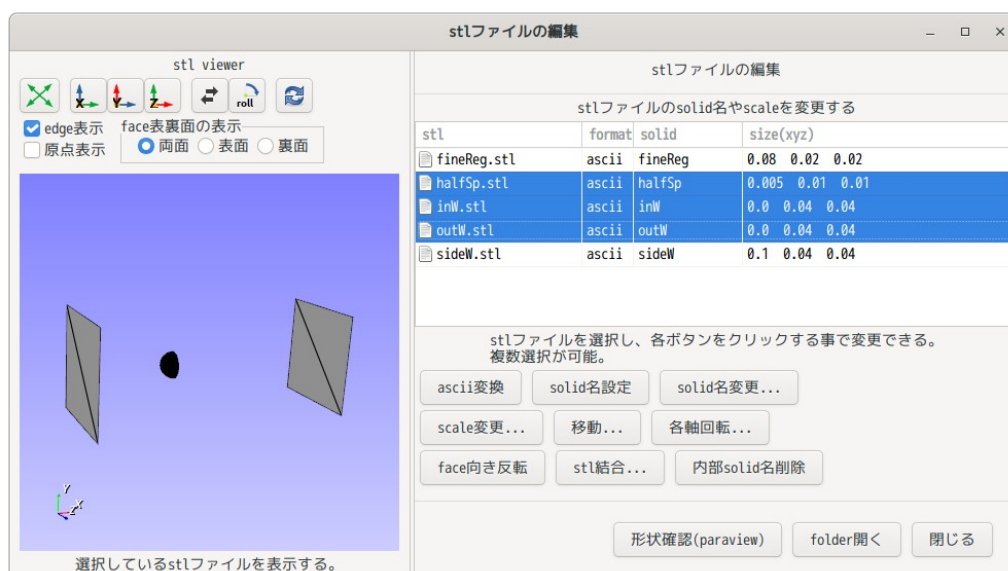 stlファイルの編集
stl viewer
X Y Z roll
edge表示
原点表示
face表裏面の表示
両面 表面 裏面
Y
Z X
選択しているstlファイルを表示する。
stlファイルの編集
stlファイルのsolid名やscaleを変更する
stl format solid size(xyz)
fineReg.stl ascii fineReg 0.08 0.02 0.02
halfSp.stl ascii halfSp 0.005 0.01 0.01
inW.stl ascii inW 0.0 0.04 0.04
outW.stl ascii outW 0.0 0.04 0.04
sideW.stl ascii sideW 0.1 0.04 0.04
stlファイルを選択し、各ボタンをクリックする事で変更できる。
複数選択が可能。
ascii変換 solid名設定 solid名変更...
scale変更... 移動... 各軸回転...
face向き反転 stl結合... 内部solid名削除
形状確認(paraview) folder開く 閉じる